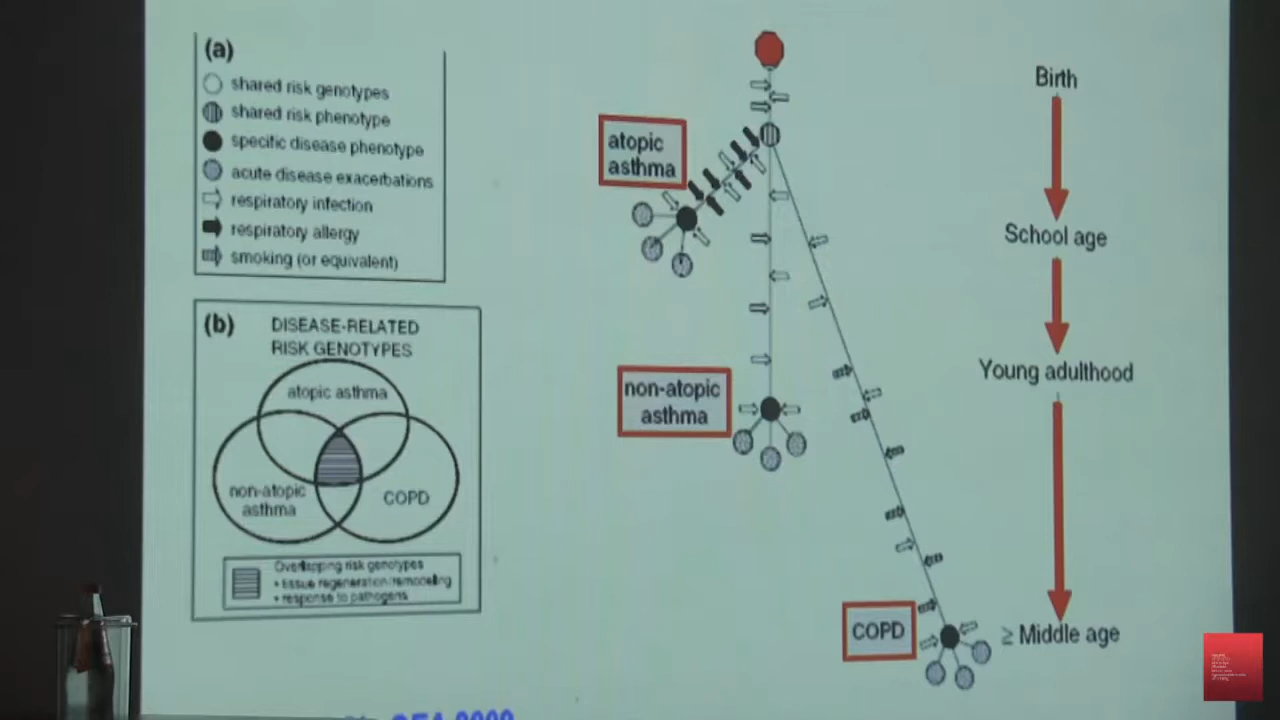 (a)
shared risk genotypes
shared risk phenotype
specific disease phenotype
acute disease exacerbations
respiratory infection
respiratory allergy
smoking (or equivalent)
(b)
DISEASE-RELATED
RISK GENOTYPES
atopic asthma
non-atopic
asthma
COPD
Overlapping risk genotypes
• tissue regeneration/remodeling
• response to pathogens
atopic
asthma
non-atopic
asthma
COPD
Birth
School age
Young adulthood
≥ Middle age